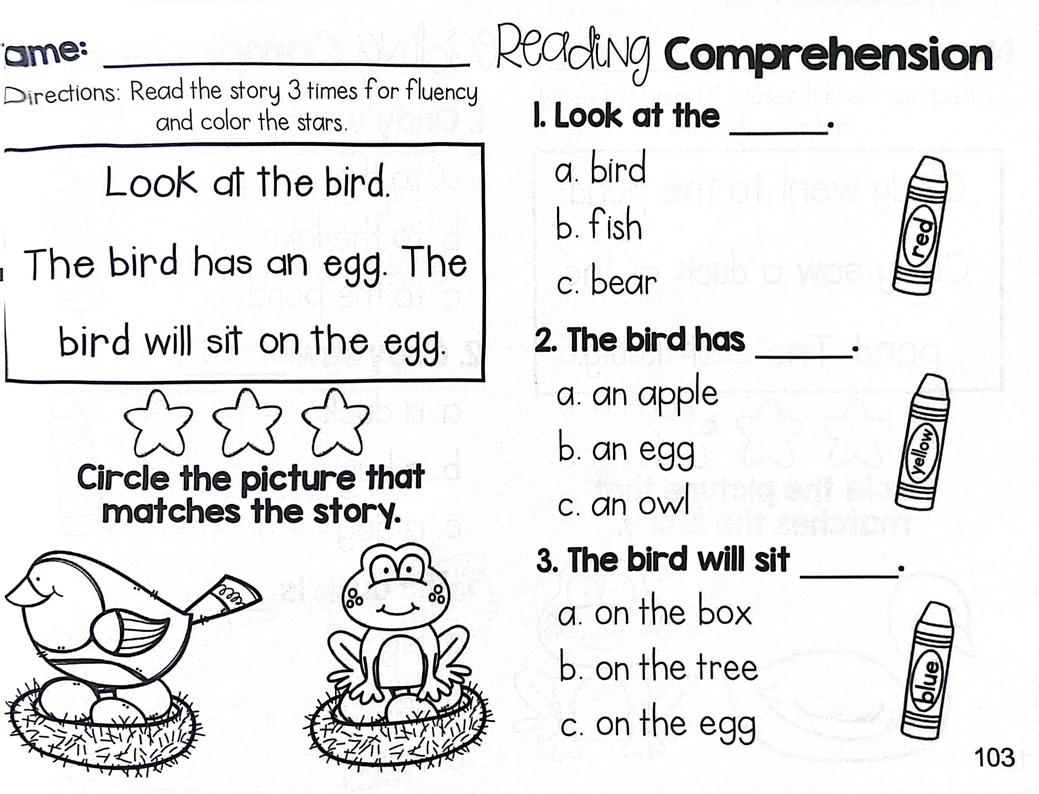 ame:
Directions: Read the story 3 times for fluency
and color the stars.
Look at the bird.
The bird has an egg. The
bird will sit on the egg.
Circle the picture that
matches the story.
Reading Comprehension
1. Look at the ______.
a. bird
b. fish
c. bear
red
2. The bird has ______.
a. an apple
b. an egg
c. an owl
yellow
3. The bird will sit ______.
a. on the box
b. on the tree
c. on the egg
blue
103